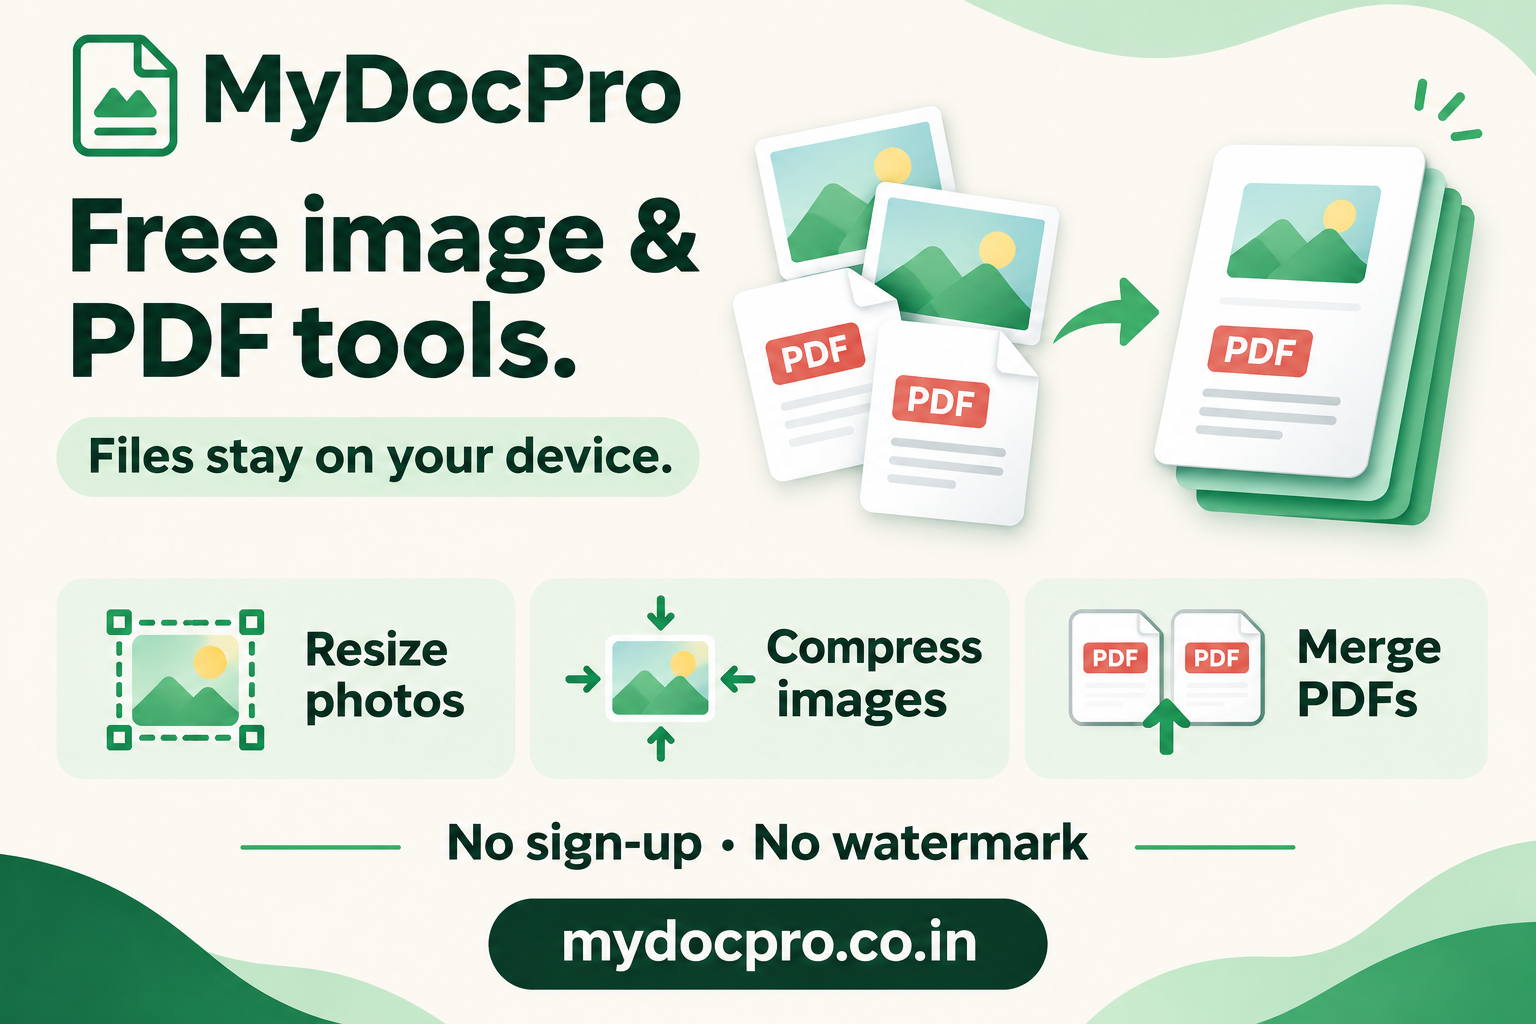 MyDocPro
Free image &
PDF tools.
Files stay on your device.
PDF
PDF
PDF
Resize
photos
Compress
images
PDF
PDF
Merge
PDFs
No sign-up • No watermark
mydocpro.co.in